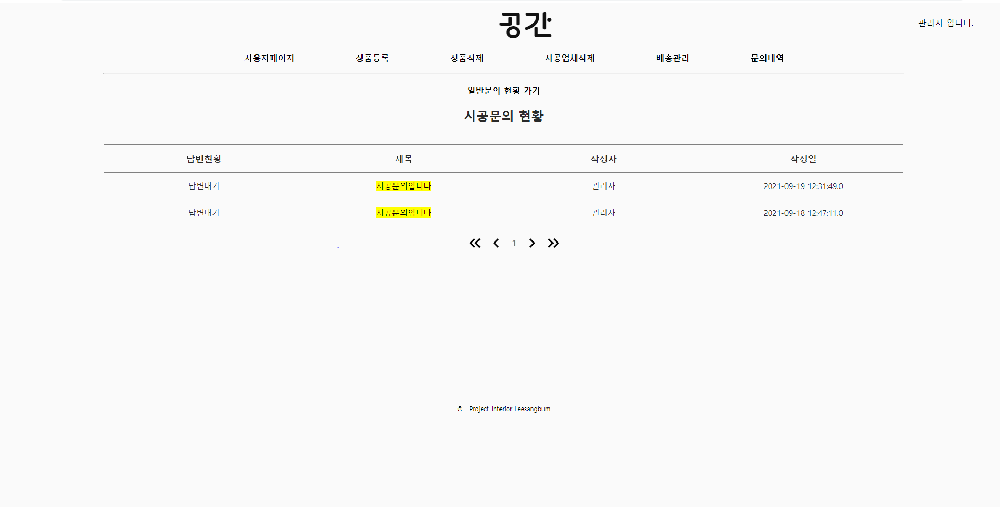 공간
관리자 입니다.
사용자페이지 상품등록 상품삭제 시공업체삭제 배송관리 문의내역
일반문의 현황 가기
시공문의 현황
답변현황 제목 작성자 작성일
답변대기 시공문의입니다 관리자 2021-09-19 12:31:49.0
답변대기 시공문의입니다 관리자 2021-09-18 12:47:11.0
1
© Project_Interior Leesangbum